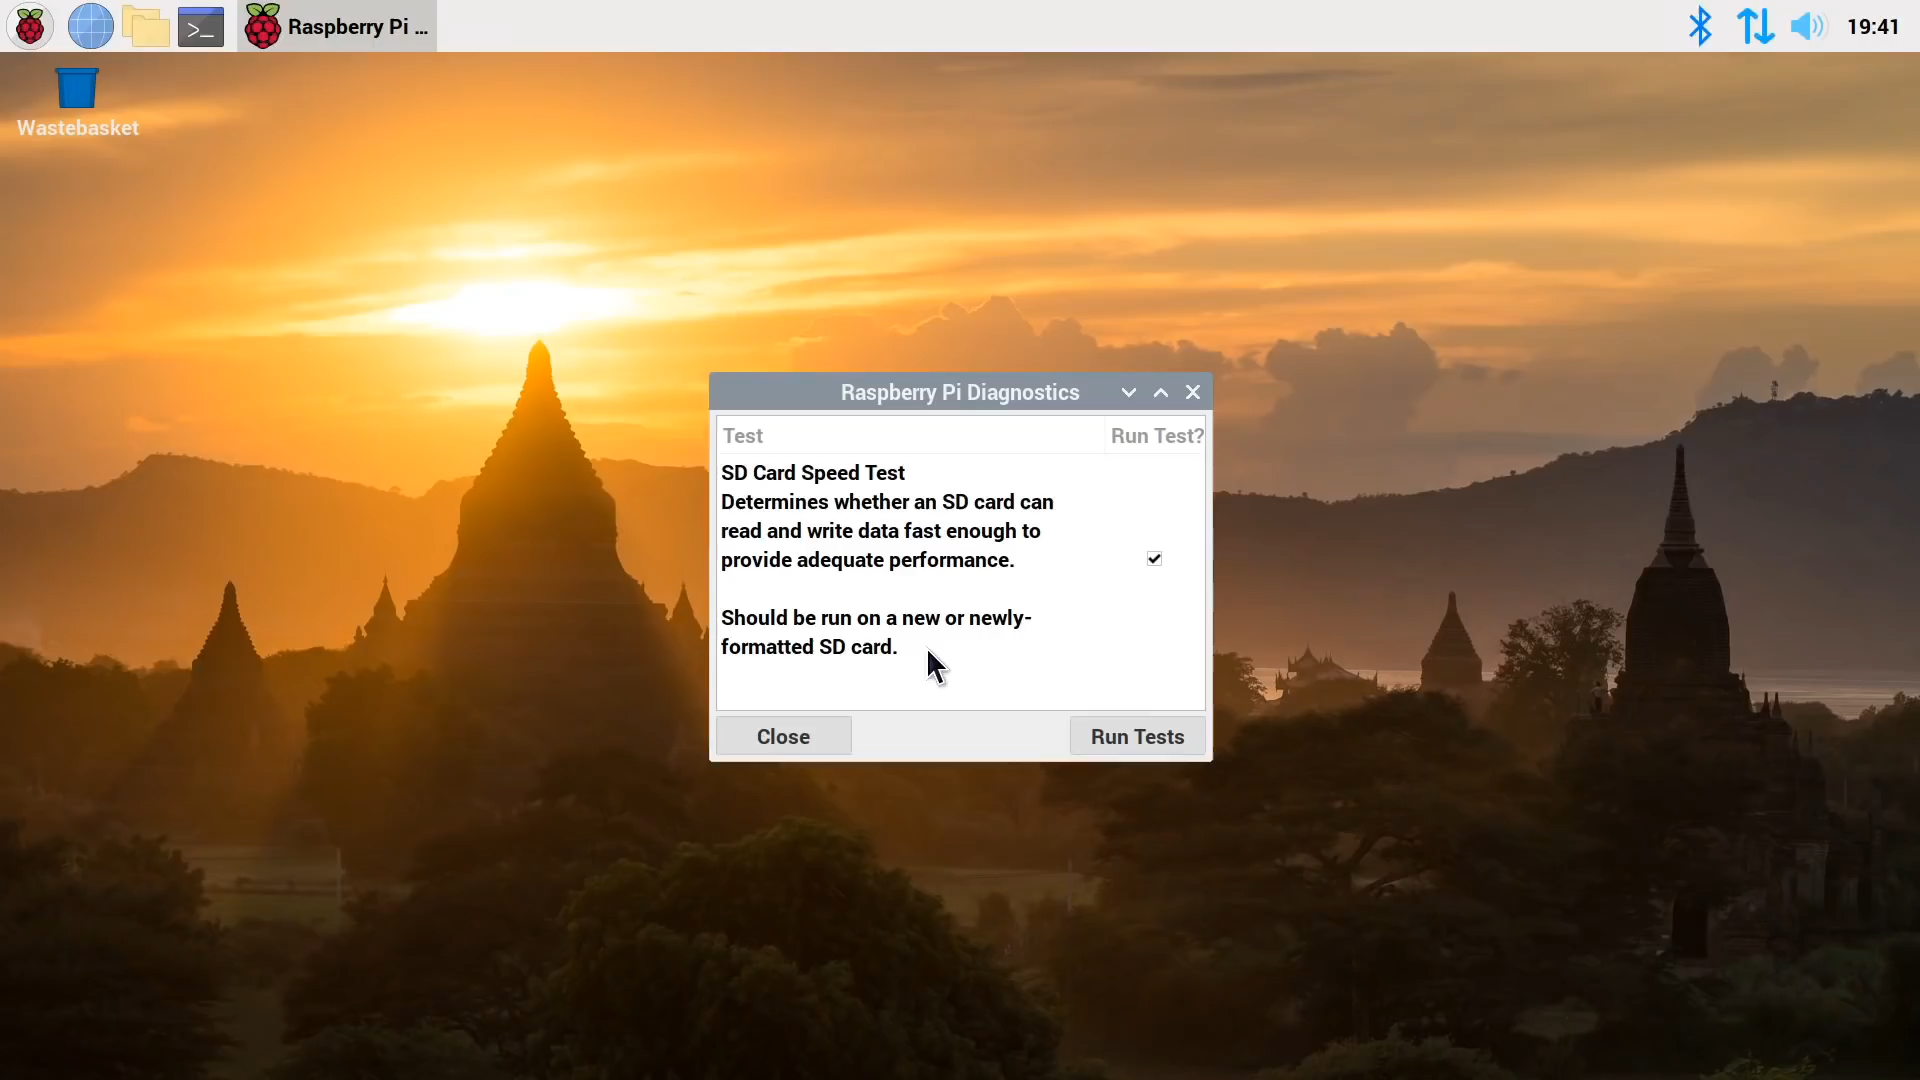 Raspberry Pi ...
19:41
Wastebasket
Raspberry Pi Diagnostics
Test Run Test?
SD Card Speed Test
Determines whether an SD card can
read and write data fast enough to
provide adequate performance.
Should be run on a new or newly-
formatted SD card.
Close Run Tests